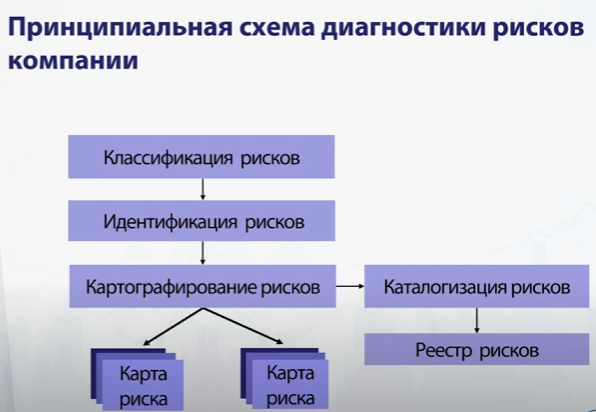 Принципиальная схема диагностики рисков
компании
Классификация рисков
Идентификация рисков
Картографирование рисков
Каталогизация рисков
Реестр рисков
Карта
риска
Карта
риска